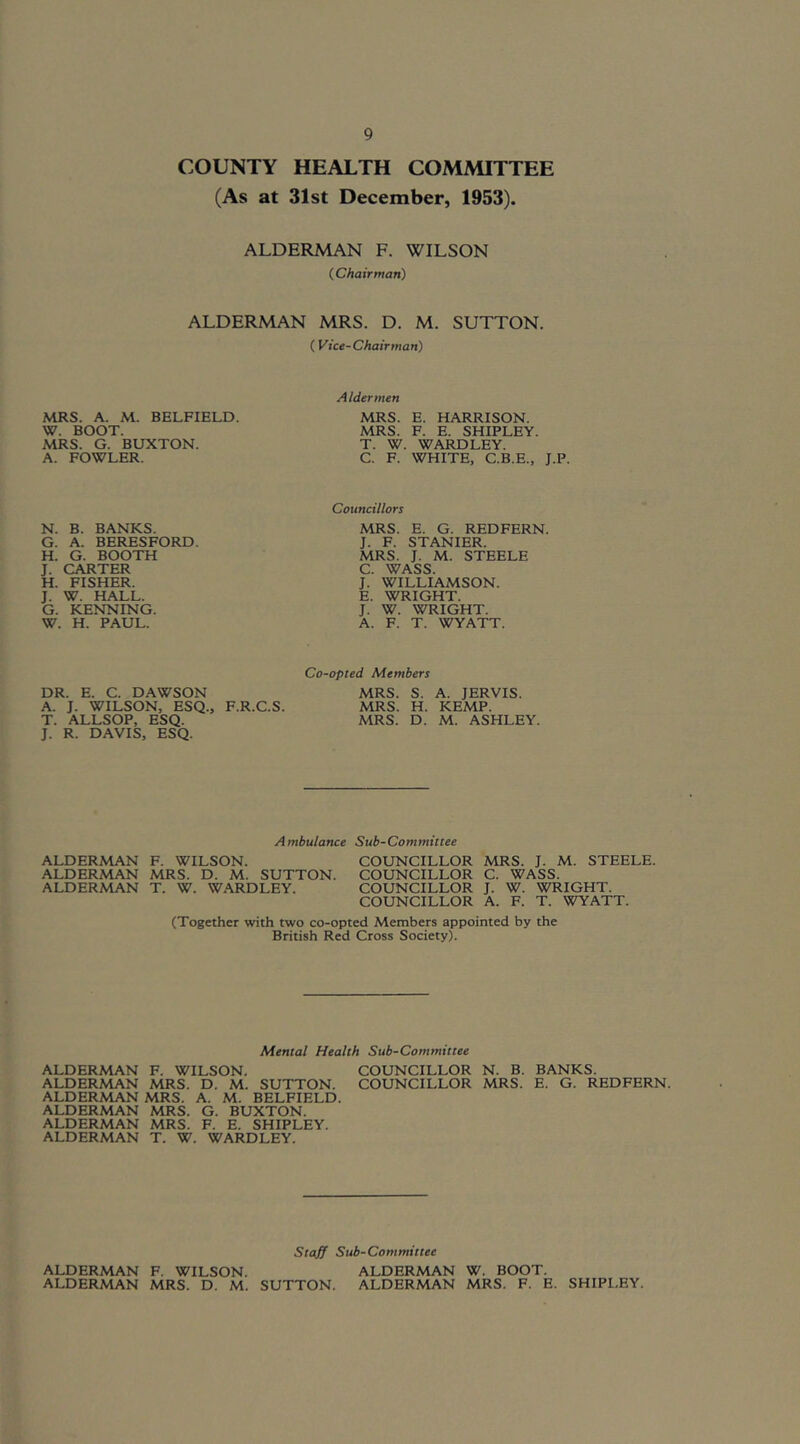 9
COUNTY HEALTH COMMITTEE
(As at 31st December, 1953).
ALDERMAN F. WILSON
(Chairman)
ALDERMAN MRS. D. M. SUTTON.
(Vice-Chairman)
Aldermen
MRS. A. M. BELFIELD.
W. BOOT.
MRS. G. BUXTON.
A. FOWLER.
MRS. E. HARRISON.
MRS. F. E. SHIPLEY.
T. W. WARDLEY.
C. F. WHITE, C.B.E., J.P.
Councillors
N. B. BANKS.
G. A. BERESFORD.
H. G. BOOTH
J. CARTER
H. FISHER.
J. W. HALL.
G. KENNING.
W. H. PAUL.
MRS. E. G. REDFERN.
J. F. STANIER.
MRS. J. M. STEELE
C. WASS.
J. WILLIAMSON.
E. WRIGHT.
J. W. WRIGHT.
A. F. T. WYATT.
Co-opted Members
DR. E. C. DAWSON
A. J. WILSON, ESQ., F.R.C.S.
T. ALLSOP, ESQ.
J. R. DAVIS, ESQ.
MRS. S. A. JERVIS.
MRS. H. KEMP.
MRS. D. M. ASHLEY.
Ambulance Sub-Committee
ALDERMAN F. WILSON.
ALDERMAN MRS. D. M. SUTTON.
ALDERMAN T. W. WARDLEY.
COUNCILLOR MRS. J. M. STEELE.
COUNCILLOR C. WASS.
COUNCILLOR J. W. WRIGHT.
COUNCILLOR A. F. T. WYATT.
(Together with two co-opted Members appointed by the
British Red Cross Society).
Mental Health Sub-Committee
ALDERMAN F. WILSON.
ALDERMAN MRS. D. M. SUTTON.
ALDERMAN MRS. A. M. BELFIELD.
ALDERMAN MRS. G. BUXTON.
ALDERMAN MRS. F. E. SHIPLEY.
ALDERMAN T. W. WARDLEY.
COUNCILLOR N. B. BANKS.
COUNCILLOR MRS. E. G. REDFERN.
Staff Sub-Committee
ALDERMAN F. WILSON.
ALDERMAN MRS. D. M. SUTTON.
ALDERMAN W. BOOT.
ALDERMAN MRS. F. E. SHIPLEY.